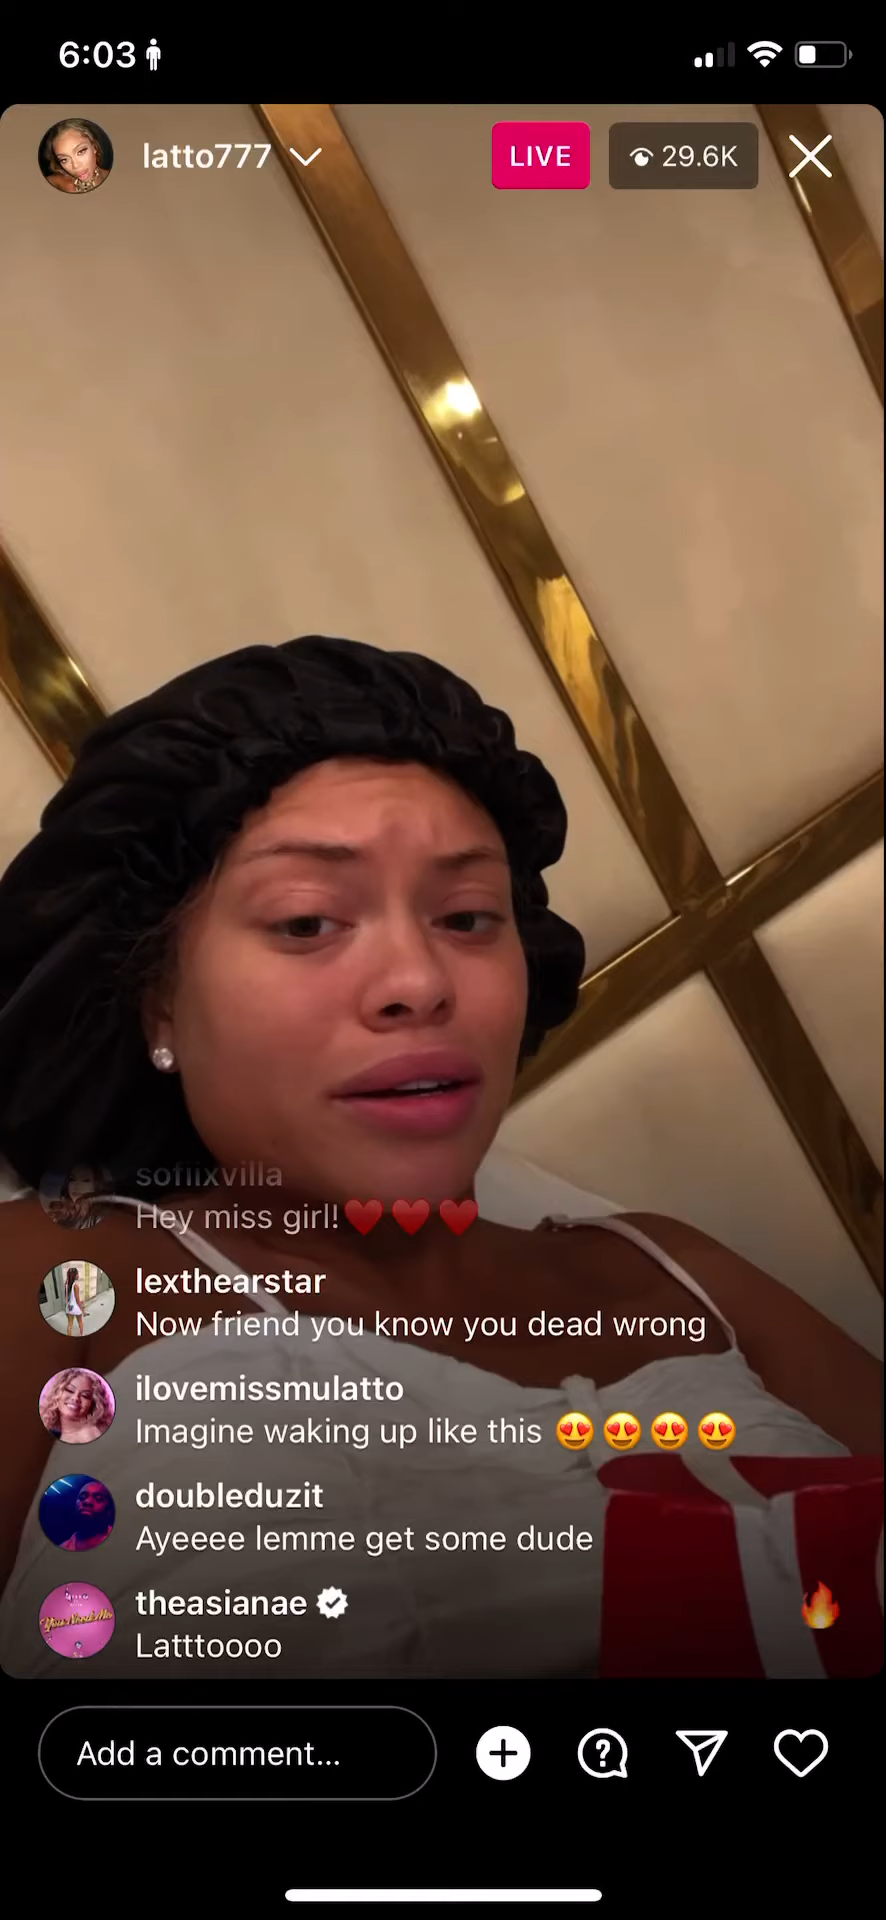 6:03
latto777
LIVE
29.6K
sofiixvilla
Hey miss girl!❤️❤️❤️
lexthearstar
Now friend you know you dead wrong
ilovemissmulatto
Imagine waking up like this 😍😍😍😍
doubleduzit
Ayeeee lemme get some dude
theasianae
Latttoooo
Add a comment...